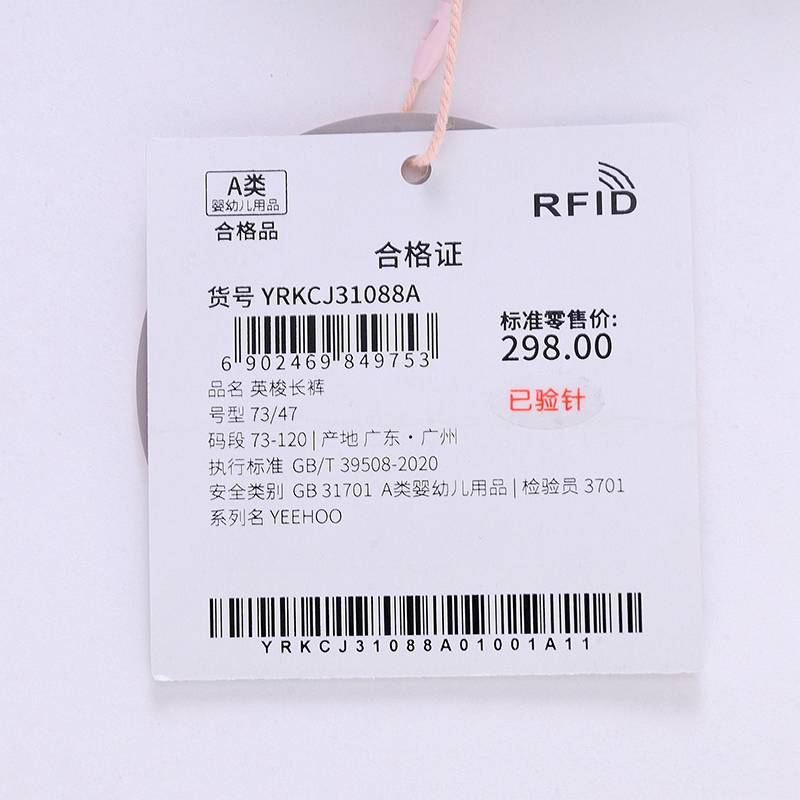 A类
婴幼儿用品
合格品
RFID
合格证
货号 YRKCJ31088A
6 902469 849753
标准零售价:
298.00
已验针
品名 英梭长裤
号型 73/47
码段 73-120 | 产地 广东·广州
执行标准 GB/T 39508-2020
安全类别 GB 31701 A类婴幼儿用品 | 检验员 3701
系列名 YEEHOO
YRKCJ31088A01001A11